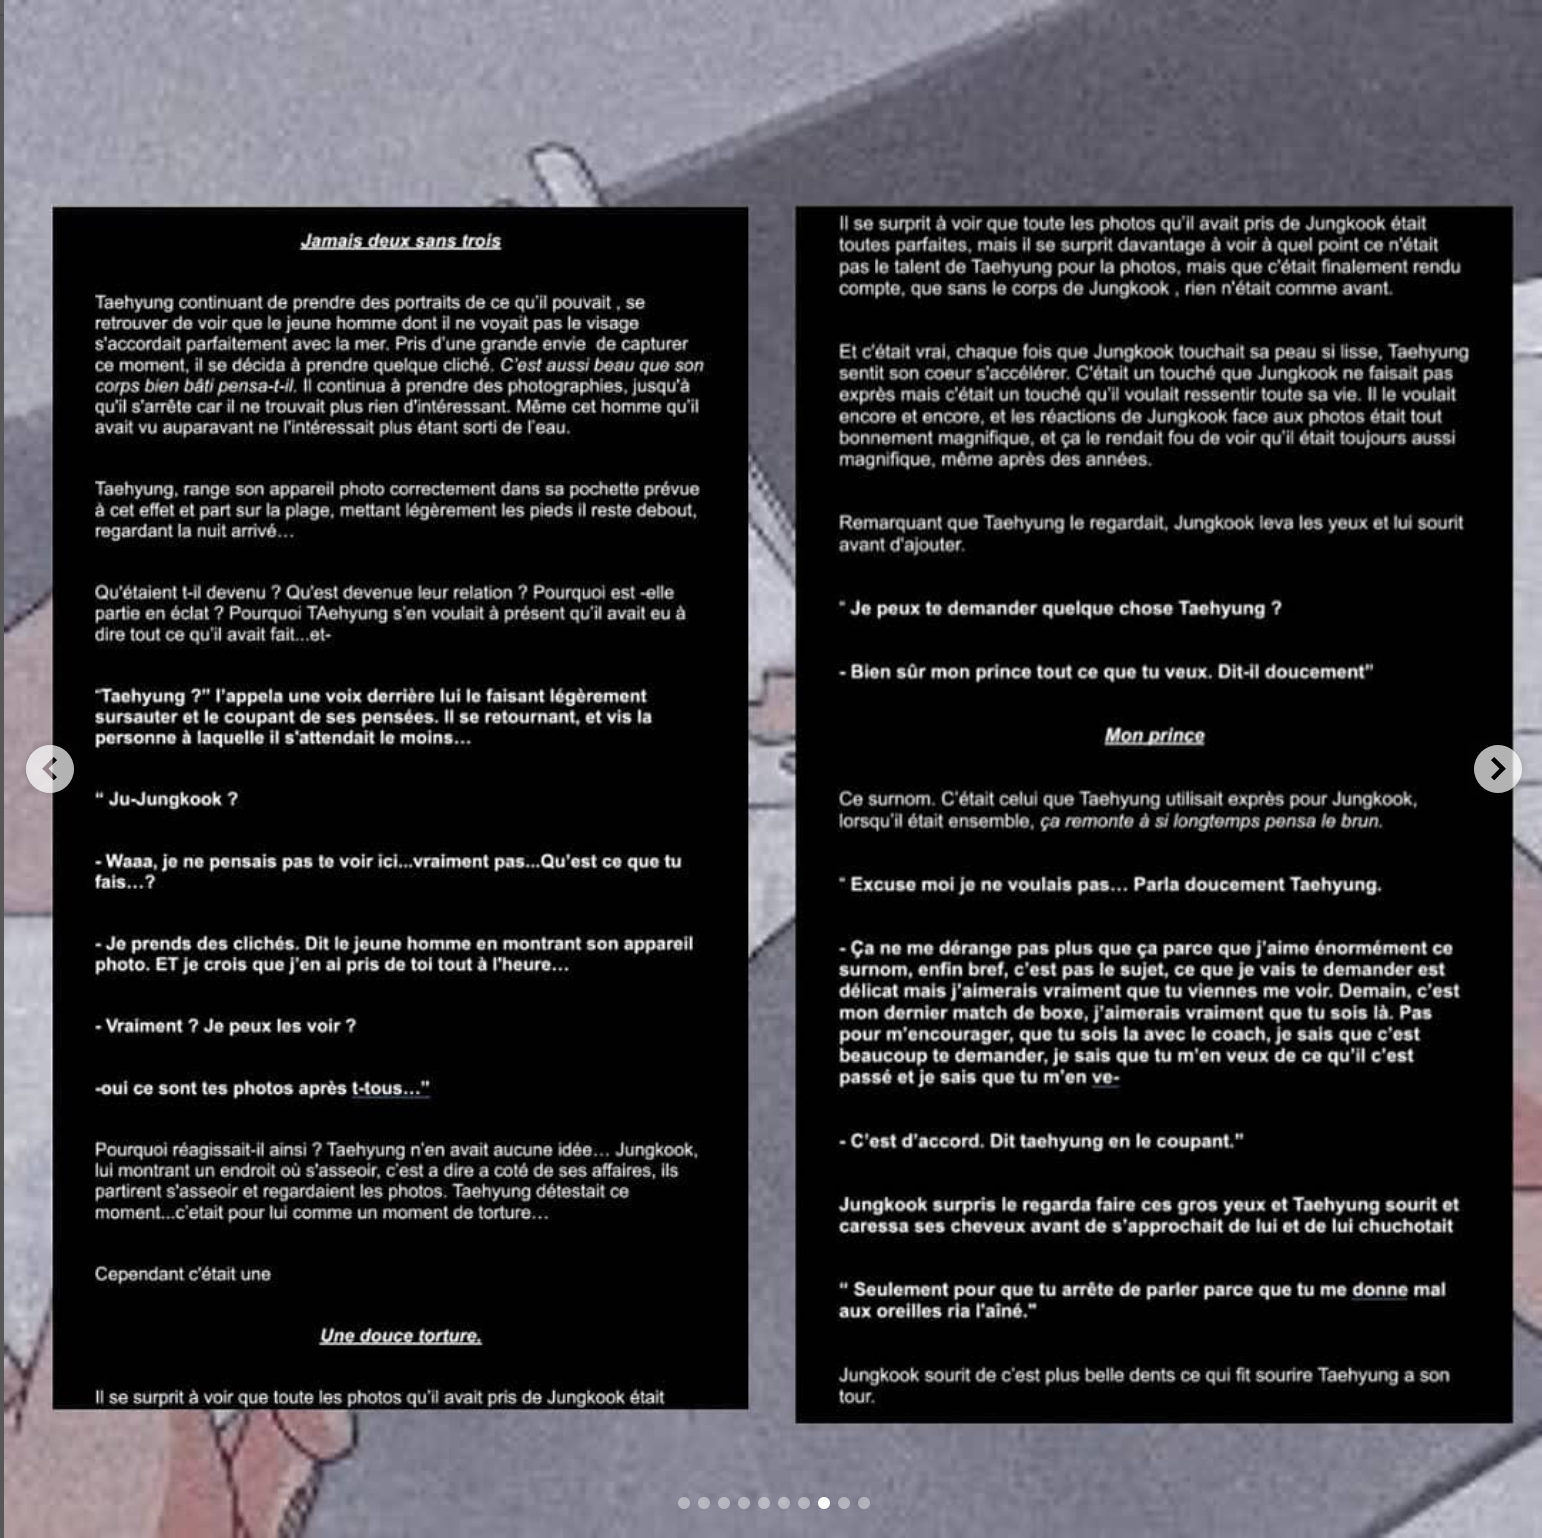 Jamais deux sans trois
Taehyung continuant de prendre des portraits de ce qu'il pouvait , se
retrouver de voir que le jeune homme dont il ne voyait pas le visage
s'accordait parfaitement avec la mer. Pris d'une grande envie de capturer
ce moment, il se décida à prendre quelque cliché. C'est aussi beau que son
corps bien bâti pensa-t-il. Il continua à prendre des photographies, jusqu'à
qu'il s'arrête car il ne trouvait plus rien d'intéressant. Même cet homme qu'il
avait vu auparavant ne l'intéressait plus étant sorti de l'eau.
Taehyung, range son appareil photo correctement dans sa pochette prévue
à cet effet et part sur la plage, mettant légèrement les pieds il reste debout,
regardant la nuit arrivé...
Qu'étaient t-il devenu ? Qu'est devenue leur relation ? Pourquoi est -elle
partie en éclat ? Pourquoi TAehyung s'en voulait à présent qu'il avait eu à
dire tout ce qu'il avait fait...et-
"Taehyung ?" l'appela une voix derrière lui le faisant légèrement
sursauter et le coupant de ses pensées. Il se retournant, et vis la
personne à laquelle il s'attendait le moins...
" Ju-Jungkook ?
- Waaa, je ne pensais pas te voir ici...vraiment pas...Qu'est ce que tu
fais...?
- Je prends des clichés. Dit le jeune homme en montrant son appareil
photo. ET je crois que j'en ai pris de toi tout à l'heure...
- Vraiment ? Je peux les voir ?
-oui ce sont tes photos après t-tous..."
Pourquoi réagissait-il ainsi ? Taehyung n'en avait aucune idée... Jungkook,
lui montrant un endroit où s'asseoir, c'est a dire a coté de ses affaires, ils
partirent s'asseoir et regardaient les photos. Taehyung détestait ce
moment...c'etait pour lui comme un moment de torture...
Cependant c'était une
Une douce torture.
Il se surprit à voir que toute les photos qu'il avait pris de Jungkook était
Il se surprit à voir que toute les photos qu'il avait pris de Jungkook était
toutes parfaites, mais il se surprit davantage à voir à quel point ce n'était
pas le talent de Taehyung pour la photos, mais que c'était finalement rendu
compte, que sans le corps de Jungkook , rien n'était comme avant.
Et c'était vrai, chaque fois que Jungkook touchait sa peau si lisse, Taehyung
sentit son coeur s'accélérer. C'était un touché que Jungkook ne faisait pas
exprès mais c'était un touché qu'il voulait ressentir toute sa vie. Il le voulait
encore et encore, et les réactions de Jungkook face aux photos était tout
bonnement magnifique, et ça le rendait fou de voir qu'il était toujours aussi
magnifique, même après des années.
Remarquant que Taehyung le regardait, Jungkook leva les yeux et lui sourit
avant d'ajouter.
" Je peux te demander quelque chose Taehyung ?
- Bien sûr mon prince tout ce que tu veux. Dit-il doucement"
Mon prince
Ce surnom. C'était celui que Taehyung utilisait exprès pour Jungkook,
lorsqu'il était ensemble, ça remonte à si longtemps pensa le brun.
" Excuse moi je ne voulais pas... Parla doucement Taehyung.
- Ça ne me dérange pas plus que ça parce que j'aime énormément ce
surnom, enfin bref, c'est pas le sujet, ce que je vais te demander est
délicat mais j'aimerais vraiment que tu viennes me voir. Demain, c'est
mon dernier match de boxe, j'aimerais vraiment que tu sois là. Pas
pour m'encourager, que tu sois la avec le coach, je sais que c'est
beaucoup te demander, je sais que tu m'en veux de ce qu'il c'est
passé et je sais que tu m'en ve-
- C'est d'accord. Dit taehyung en le coupant."
Jungkook surpris le regarda faire ces gros yeux et Taehyung sourit et
caressa ses cheveux avant de s'approchait de lui et de lui chuchotait
" Seulement pour que tu arrête de parler parce que tu me donne mal
aux oreilles ria l'aîné."
Jungkook sourit de c'est plus belle dents ce qui fit sourire Taehyung a son
tour.